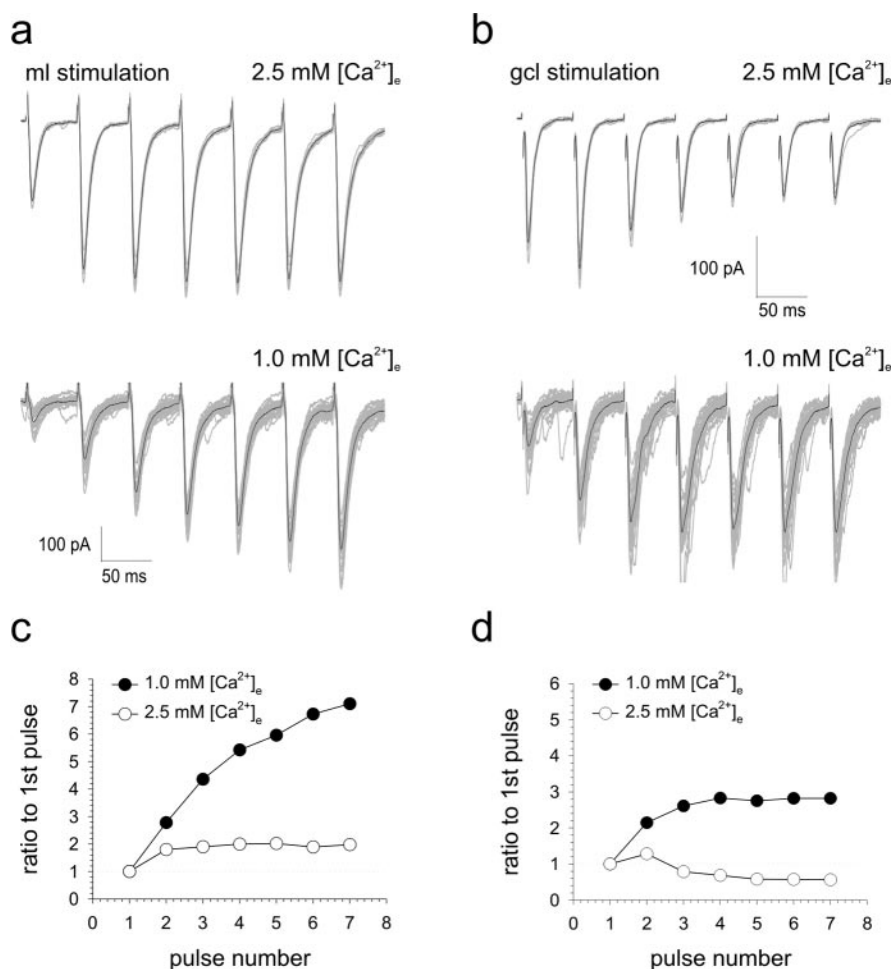 a
ml stimulation 2.5 mM [Ca²⁺]ₑ
1.0 mM [Ca²⁺]ₑ
100 pA
50 ms
b
gcl stimulation 2.5 mM [Ca²⁺]ₑ
100 pA
50 ms
1.0 mM [Ca²⁺]ₑ
c
1.0 mM [Ca²⁺]ₑ
2.5 mM [Ca²⁺]ₑ
ratio to 1st pulse
8
7
6
5
4
3
2
1
0
0 1 2 3 4 5 6 7 8
pulse number
d
1.0 mM [Ca²⁺]ₑ
2.5 mM [Ca²⁺]ₑ
ratio to 1st pulse
6
5
4
3
2
1
0
0 1 2 3 4 5 6 7 8
pulse number